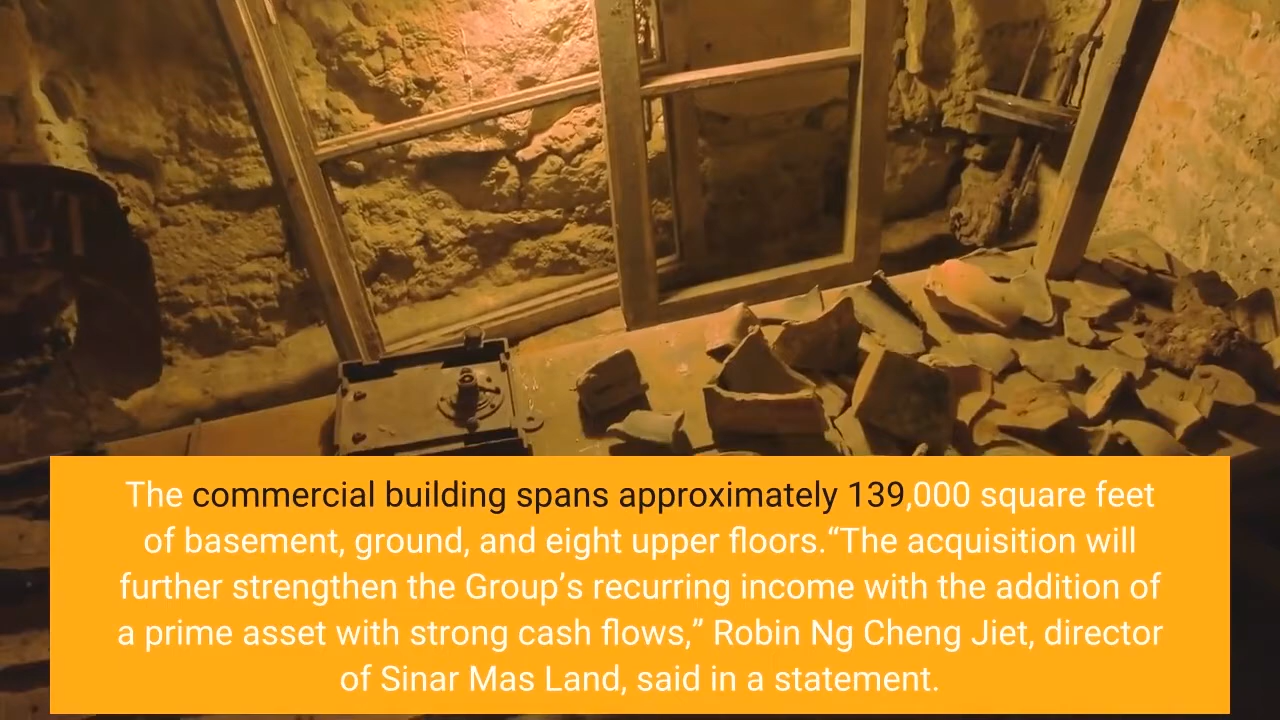 The commercial building spans approximately 139,000 square feet
of basement, ground, and eight upper floors.“The acquisition will
further strengthen the Group’s recurring income with the addition of
a prime asset with strong cash flows,” Robin Ng Cheng Jiet, director
of Sinar Mas Land, said in a statement.